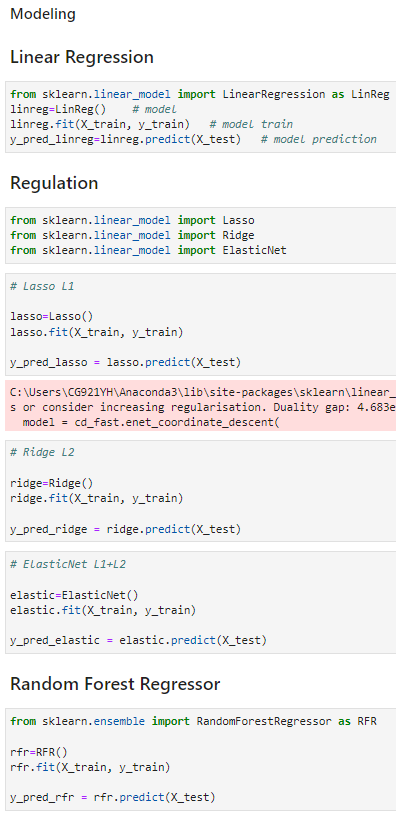 Modeling
Linear Regression
from sklearn.linear_model import LinearRegression as LinReg
linreg=LinReg()    # model
linreg.fit(X_train, y_train)   # model train
y_pred_linreg=linreg.predict(X_test)   # model prediction
Regulation
from sklearn.linear_model import Lasso
from sklearn.linear_model import Ridge
from sklearn.linear_model import ElasticNet
# Lasso L1
lasso=Lasso()
lasso.fit(X_train, y_train)
y_pred_lasso = lasso.predict(X_test)
C:\Users\CG921YH\Anaconda3\lib\site-packages\sklearn\linear_
s or consider increasing regularisation. Duality gap: 4.683e
model = cd_fast.enet_coordinate_descent(
# Ridge L2
ridge=Ridge()
ridge.fit(X_train, y_train)
y_pred_ridge = ridge.predict(X_test)
# ElasticNet L1+L2
elastic=ElasticNet()
elastic.fit(X_train, y_train)
y_pred_elastic = elastic.predict(X_test)
Random Forest Regressor
from sklearn.ensemble import RandomForestRegressor as RFR
rfr=RFR()
rfr.fit(X_train, y_train)
y_pred_rfr = rfr.predict(X_test)